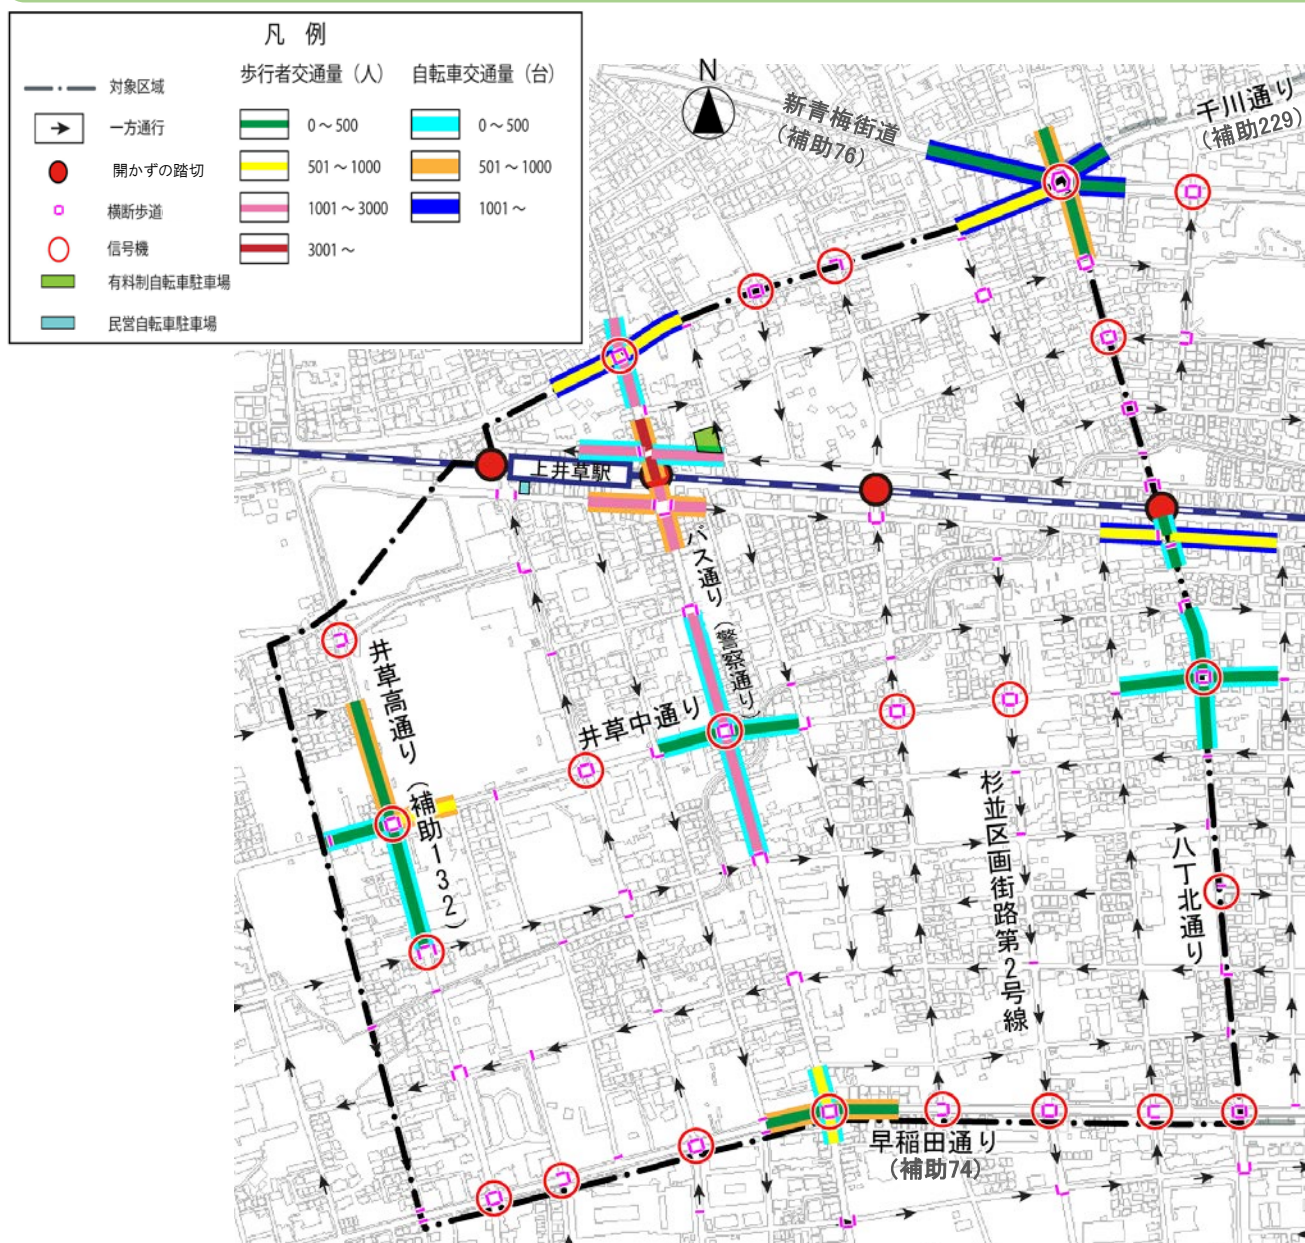 凡 例
歩行者交通量（人）
自転車交通量（台）
対象区域
一方通行
開かずの踏切
横断歩道
信号機
有料制自転車駐車場
民営自転車駐車場
0～500
501～1000
1001～3000
3001～
0～500
501～1000
1001～
N
新青梅街道
（補助76）
千川通り
（補助229）
上井草駅
バス通り（警察通り）
井草高通り（補助132）
井草中通り
杉並区画街路第2号線
八丁北通り
早稲田通り
（補助74）